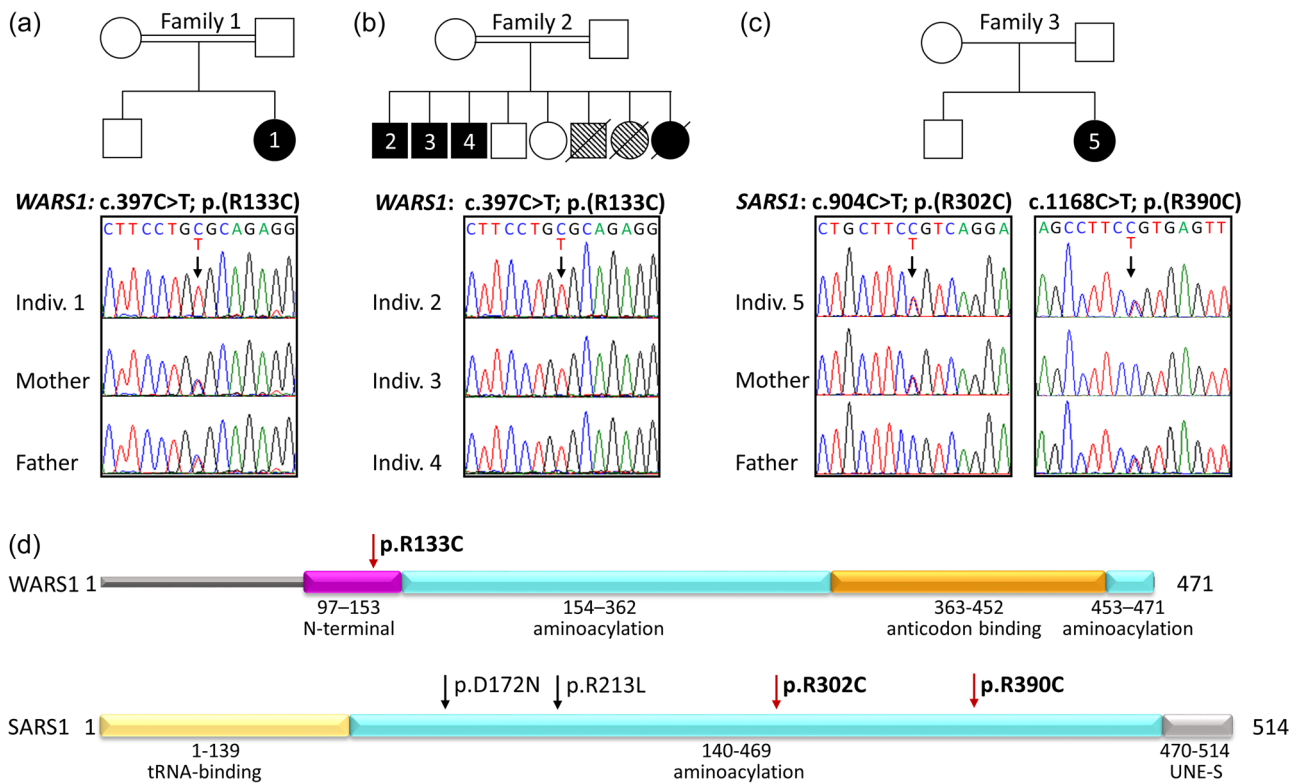 (a)
Family 1
1
WARS1: c.397C>T; p.(R133C)
CTTCCTGCGCAGAGG
T
Indiv. 1
Mother
Father
(b)
Family 2
2 3 4
WARS1: c.397C>T; p.(R133C)
CTTCCTGCGCAGAGG
T
Indiv. 2
Indiv. 3
Indiv. 4
(c)
Family 3
5
SARS1: c.904C>T; p.(R302C)
CTGCTTCCGTCAGGA
T
c.1168C>T; p.(R390C)
AGCCTTCCGTGAGTT
T
Indiv. 5
Mother
Father
(d)
p.R133C
WARS1 1 471
97–153 154–362 363-452 453–471
N-terminal aminoacylation anticodon binding aminoacylation
p.D172N p.R213L p.R302C p.R390C
SARS1 1 514
1-139 140-469 470-514
tRNA-binding aminoacylation UNE-S